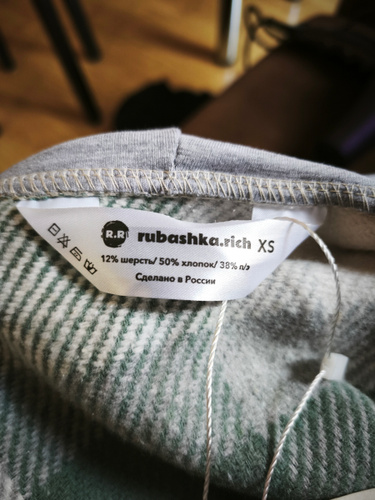 R.R
rubashka.rich XS
12% шерсть/ 50% хлопок/ 38% п/э
Сделано в России